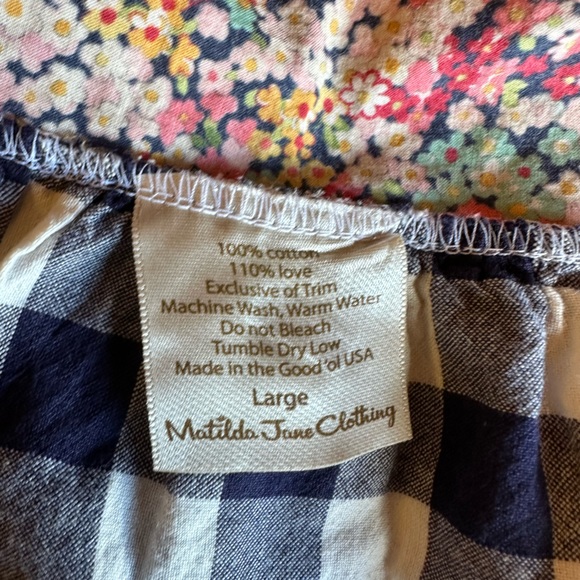 100% cotton
110% love
Exclusive of Trim
Machine Wash, Warm Water
Do not Bleach
Tumble Dry Low
Made in the Good 'ol USA
Large
Matilda Jane Clothing